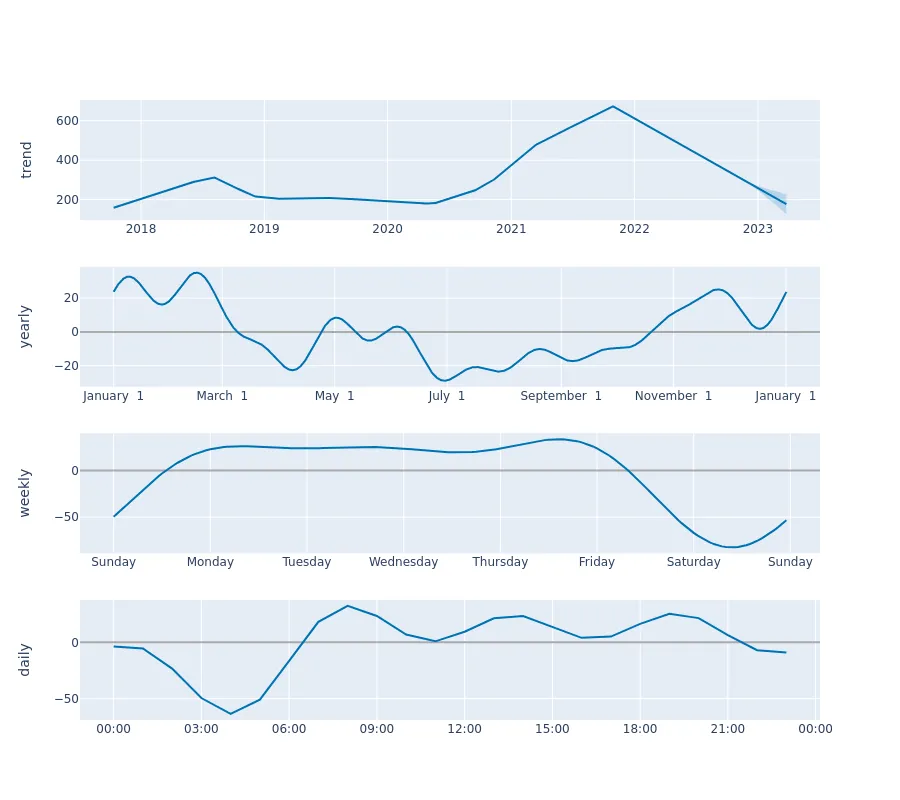 trend
600
400
200
2018 2019 2020 2021 2022 2023
yearly
20
0
−20
January 1 March 1 May 1 July 1 September 1 November 1 January 1
weekly
0
−50
Sunday Monday Tuesday Wednesday Thursday Friday Saturday Sunday
daily
0
−50
00:00 03:00 06:00 09:00 12:00 15:00 18:00 21:00 00:00